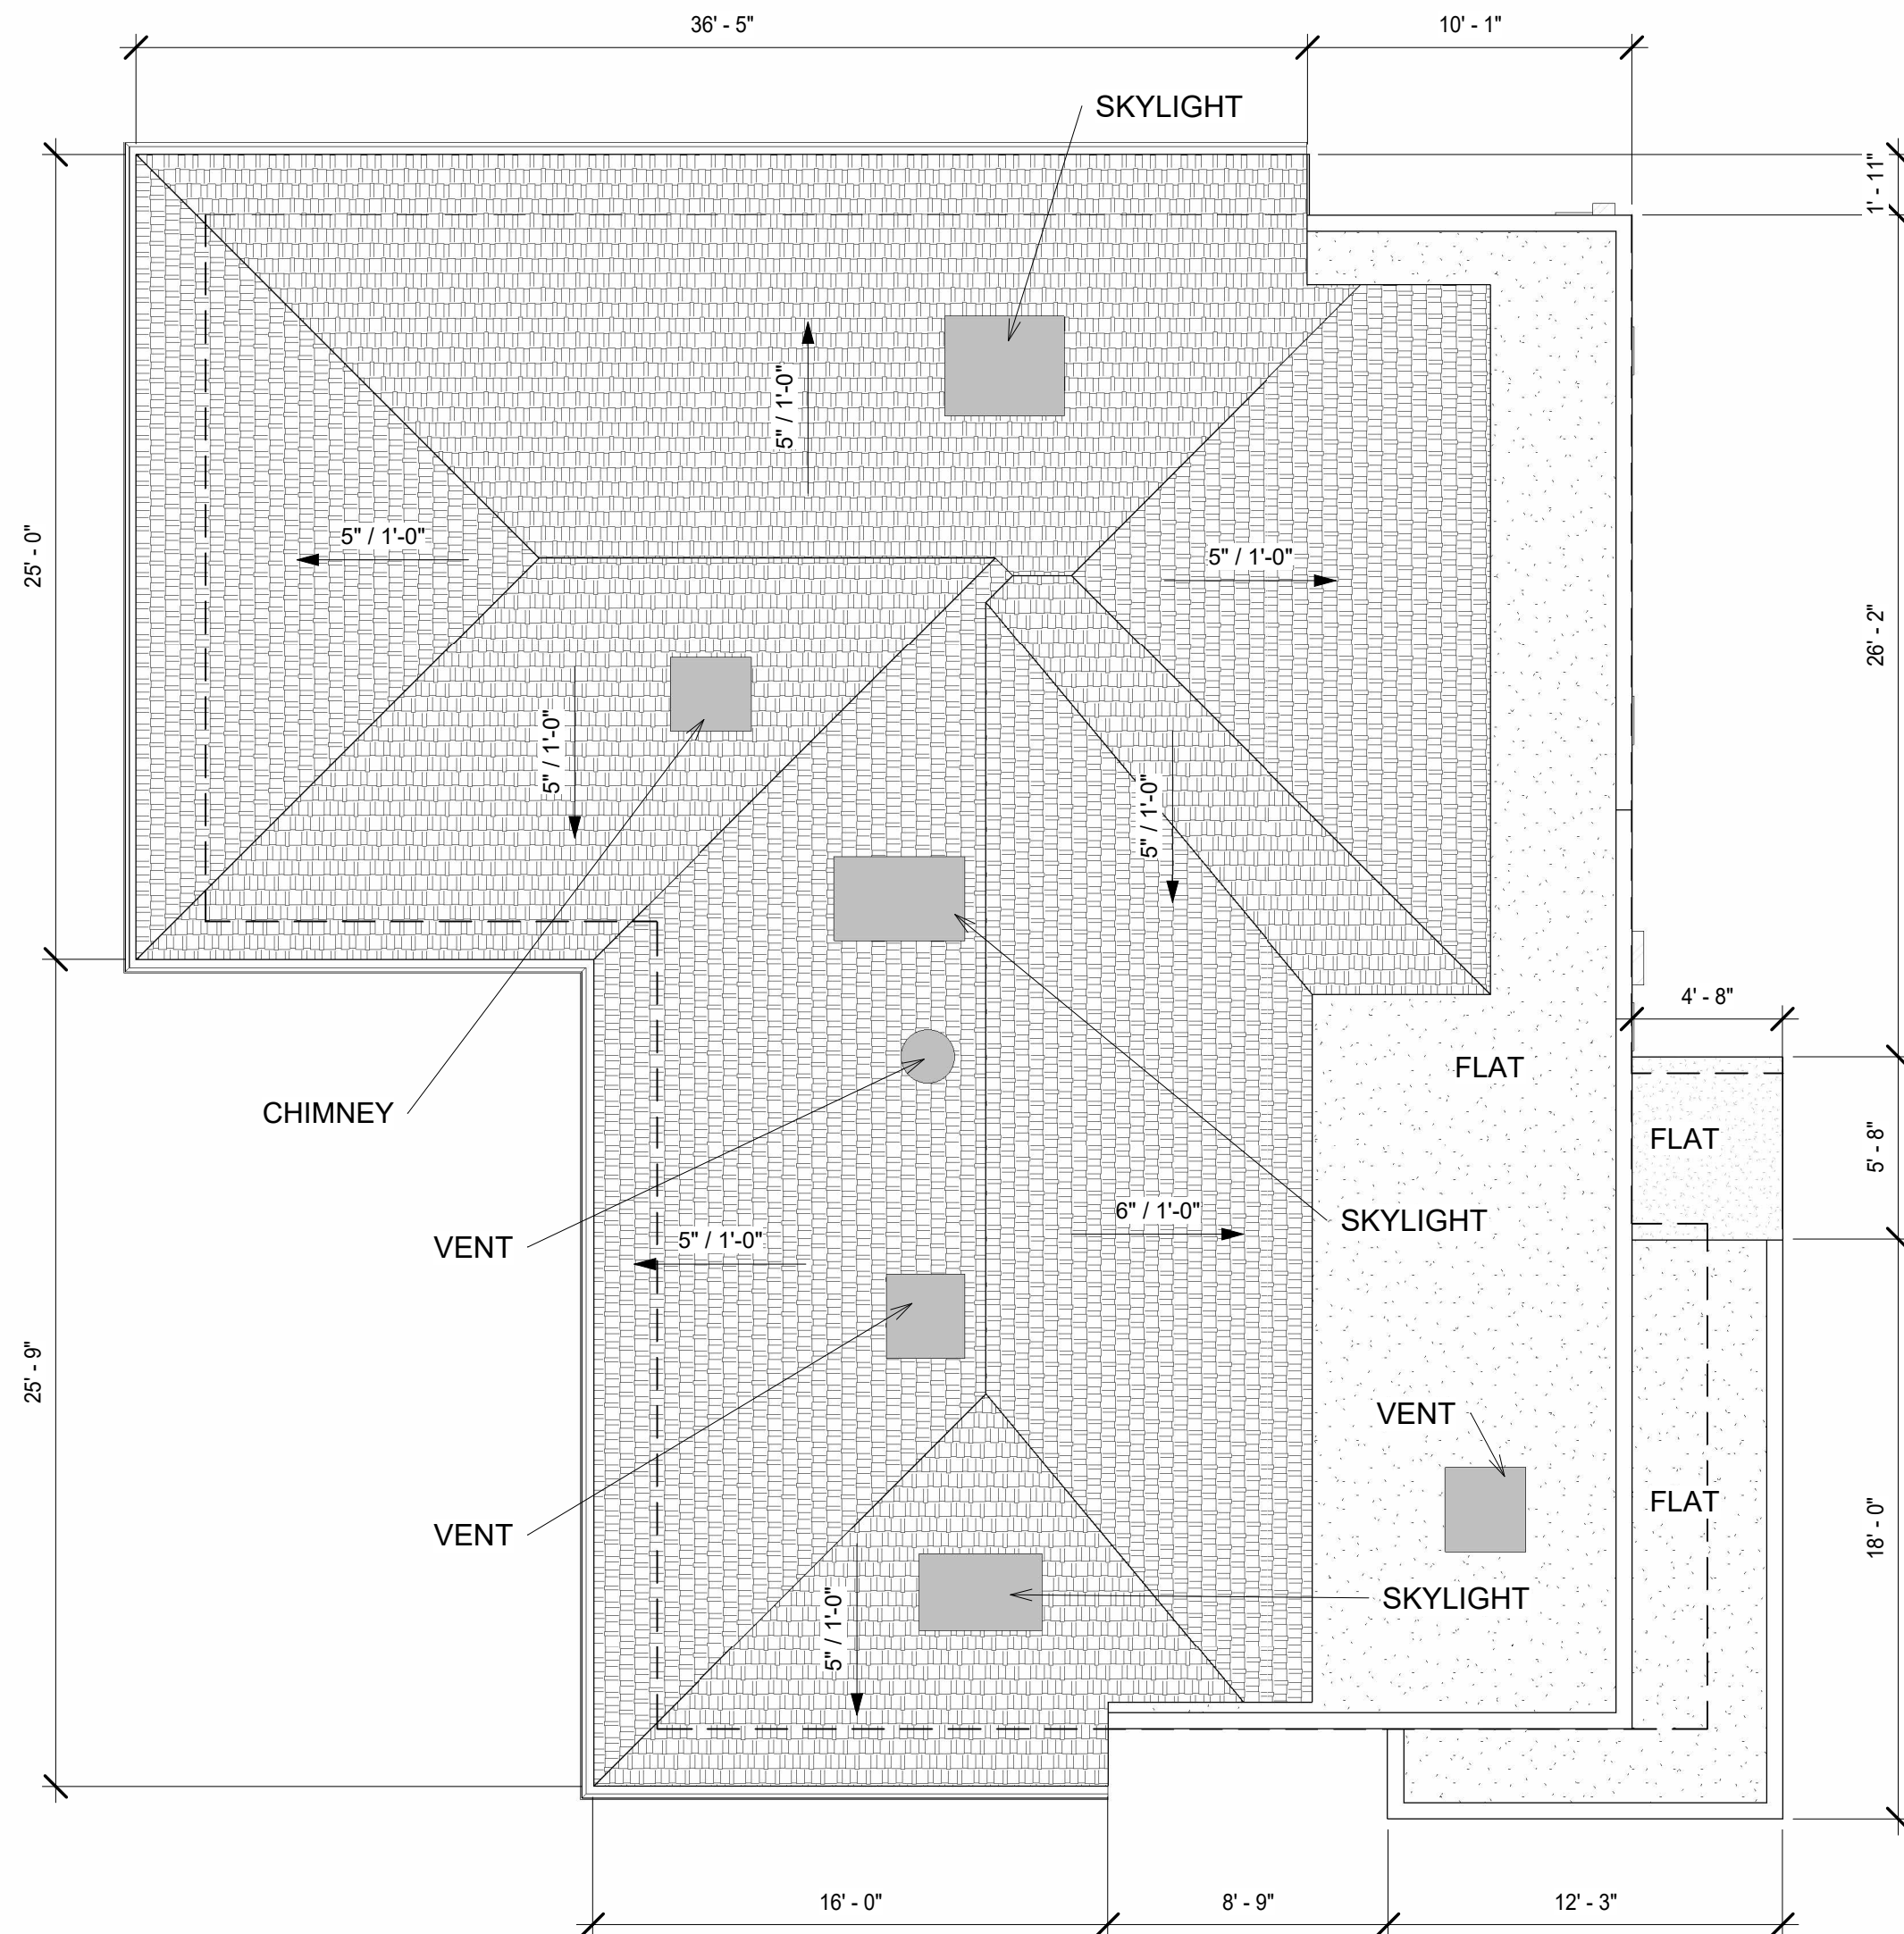 36' - 5"
10' - 1"
SKYLIGHT
1' - 11"
5" / 1'-0"
25' - 0"
5" / 1'-0"
5" / 1'-0"
26' - 2"
5" / 1'-0"
5" / 1'-0"
4' - 8"
FLAT
CHIMNEY
FLAT
5' - 8"
6" / 1'-0"
SKYLIGHT
VENT
5" / 1'-0"
25' - 9"
VENT
FLAT
18' - 0"
VENT
SKYLIGHT
5" / 1'-0"
16' - 0"
8' - 9"
12' - 3"